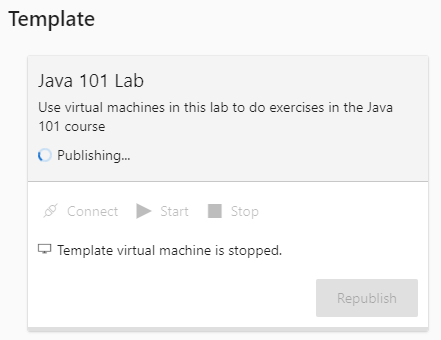 Template
Java 101 Lab
Use virtual machines in this lab to do exercises in the Java
101 course
Publishing...
Connect Start Stop
Template virtual machine is stopped.
Republish